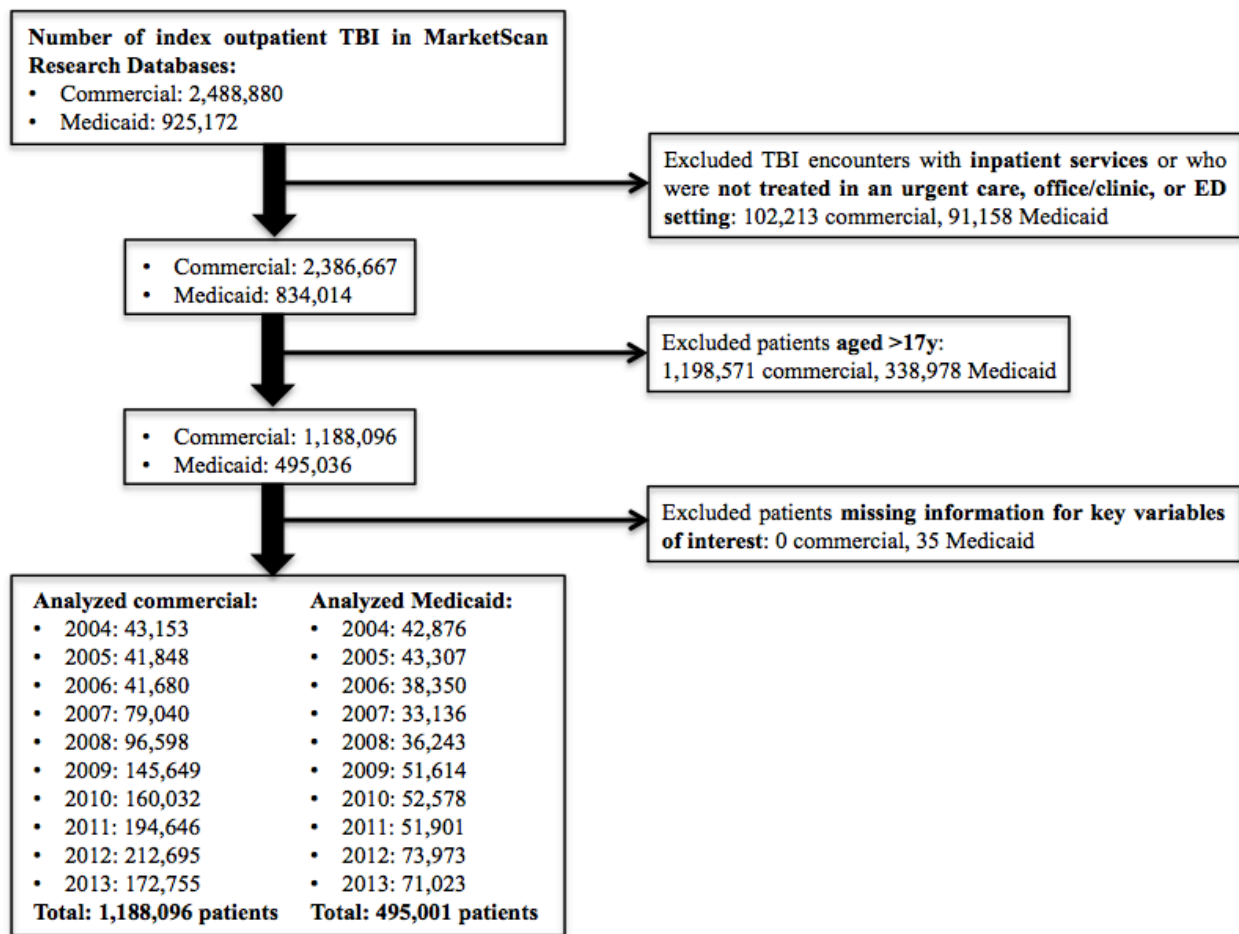 Number of index outpatient TBI in MarketScan
Research Databases:
• Commercial: 2,488,880
• Medicaid: 925,172
Excluded TBI encounters with inpatient services or who
were not treated in an urgent care, office/clinic, or ED
setting: 102,213 commercial, 91,158 Medicaid
• Commercial: 2,386,667
• Medicaid: 834,014
Excluded patients aged >17y:
1,198,571 commercial, 338,978 Medicaid
• Commercial: 1,188,096
• Medicaid: 495,036
Excluded patients missing information for key variables
of interest: 0 commercial, 35 Medicaid
Analyzed commercial:
• 2004: 43,153
• 2005: 41,848
• 2006: 41,680
• 2007: 79,040
• 2008: 96,598
• 2009: 145,649
• 2010: 160,032
• 2011: 194,646
• 2012: 212,695
• 2013: 172,755
Total: 1,188,096 patients
Analyzed Medicaid:
• 2004: 42,876
• 2005: 43,307
• 2006: 38,350
• 2007: 33,136
• 2008: 36,243
• 2009: 51,614
• 2010: 52,578
• 2011: 51,901
• 2012: 73,973
• 2013: 71,023
Total: 495,001 patients